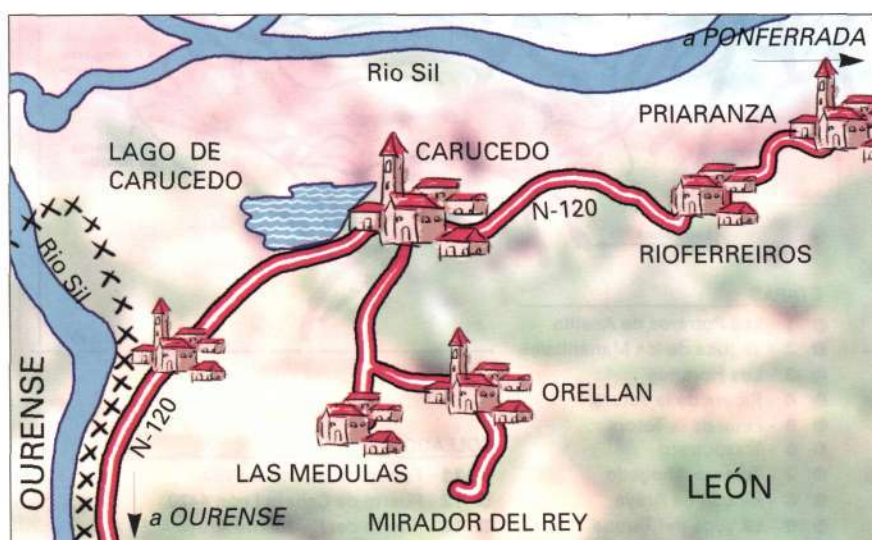 a PONFERRADA
Rio Sil
PRIARANZA
LAGO DE
CARUCEDO
CARUCEDO
N-120
RIOFERREIROS
Rio Sil
OURENSE
N-120
ORELLAN
LAS MEDULAS
LEÓN
a OURENSE
MIRADOR DEL REY